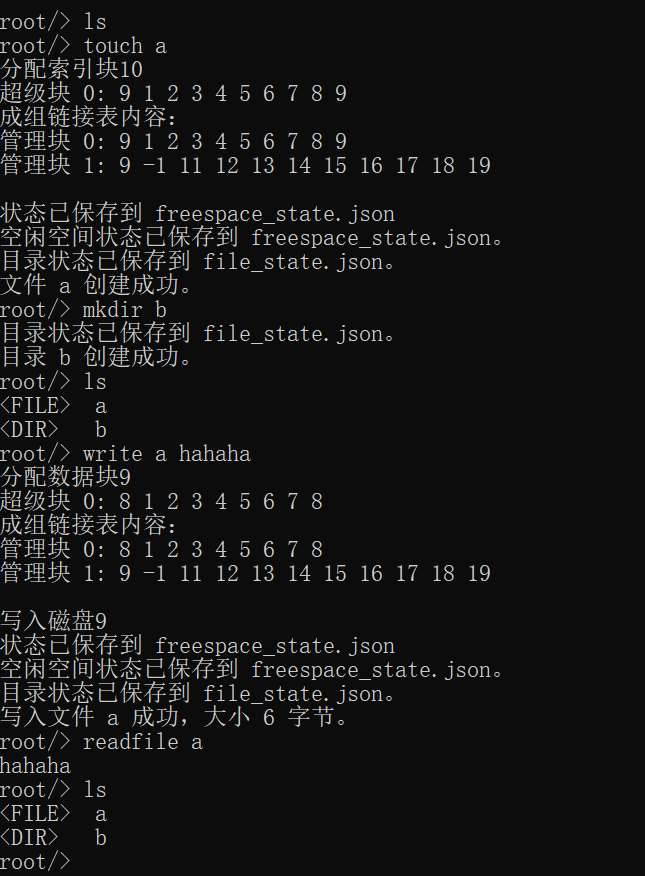 root/> ls
root/> touch a
分配索引块10
超级块 0: 9 1 2 3 4 5 6 7 8 9
成组链接表内容：
管理块 0: 9 1 2 3 4 5 6 7 8 9
管理块 1: 9 -1 11 12 13 14 15 16 17 18 19
状态已保存到 freespace_state.json
空闲空间状态已保存到 freespace_state.json。
目录状态已保存到 file_state.json。
文件 a 创建成功。
root/> mkdir b
目录状态已保存到 file_state.json。
目录 b 创建成功。
root/> ls
<FILE>  a
<DIR>   b
root/> write a hahaha
分配数据块9
超级块 0: 8 1 2 3 4 5 6 7 8
成组链接表内容：
管理块 0: 8 1 2 3 4 5 6 7 8
管理块 1: 9 -1 11 12 13 14 15 16 17 18 19
写入磁盘9
状态已保存到 freespace_state.json
空闲空间状态已保存到 freespace_state.json。
目录状态已保存到 file_state.json。
写入文件 a 成功，大小 6 字节。
root/> readfile a
hahaha
root/> ls
<FILE>  a
<DIR>   b
root/>